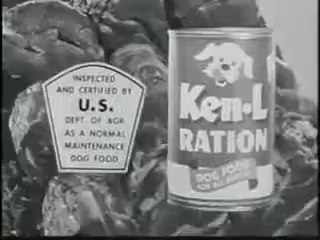 INSPECTED
AND CERTIFIED BY
U.S.
DEPT. OF AGR.
AS A NORMAL
MAINTENANCE
DOG FOOD
Ken-L
RATION
DOG FOOD